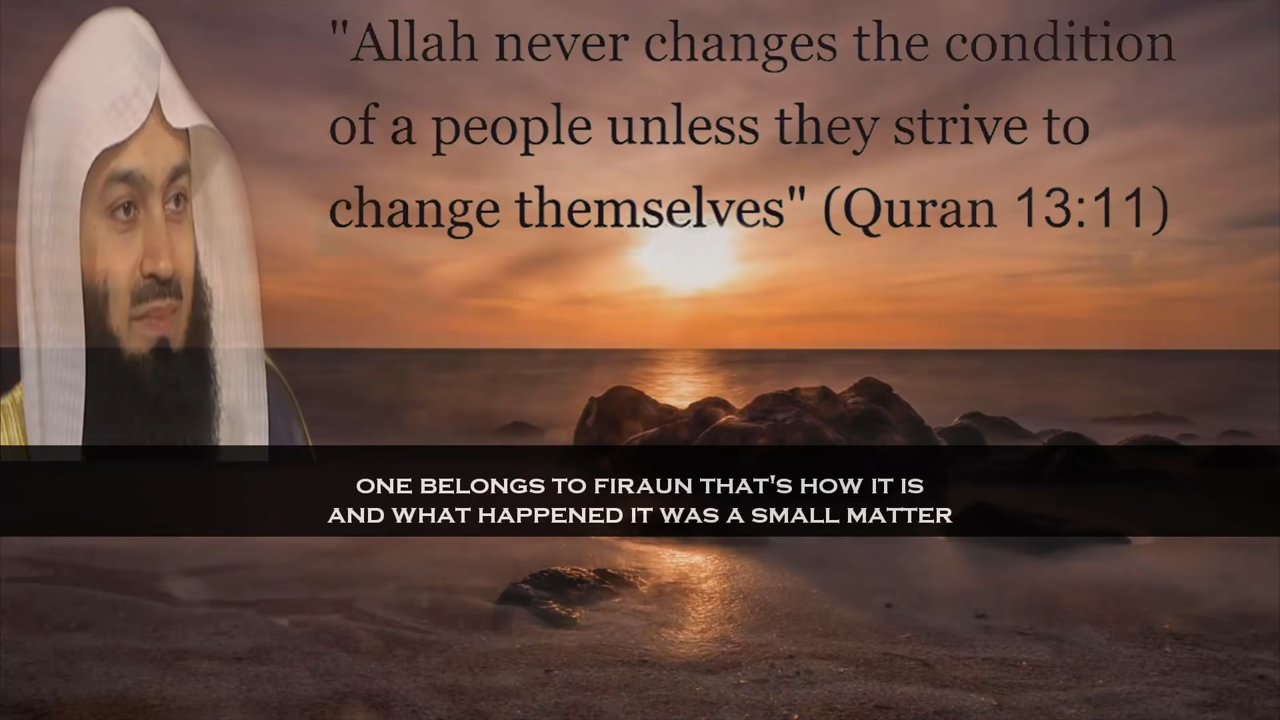 "Allah never changes the condition
of a people unless they strive to
change themselves" (Quran 13:11)
ONE BELONGS TO FIRAUN THAT'S HOW IT IS
AND WHAT HAPPENED IT WAS A SMALL MATTER